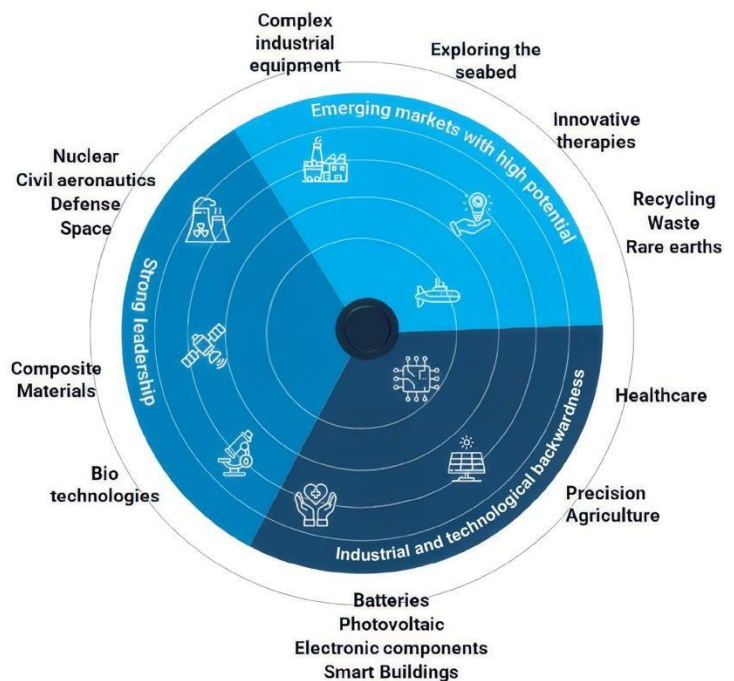 Complex
industrial
equipment
Exploring the
seabed
Innovative
therapies
Recycling
Waste
Rare earths
Healthcare
Precision
Agriculture
Batteries
Photovoltaic
Electronic components
Smart Buildings
Bio
technologies
Composite
Materials
Nuclear
Civil aeronautics
Defense
Space
Emerging markets with high potential
Industrial and technological backwardness
Strong leadership